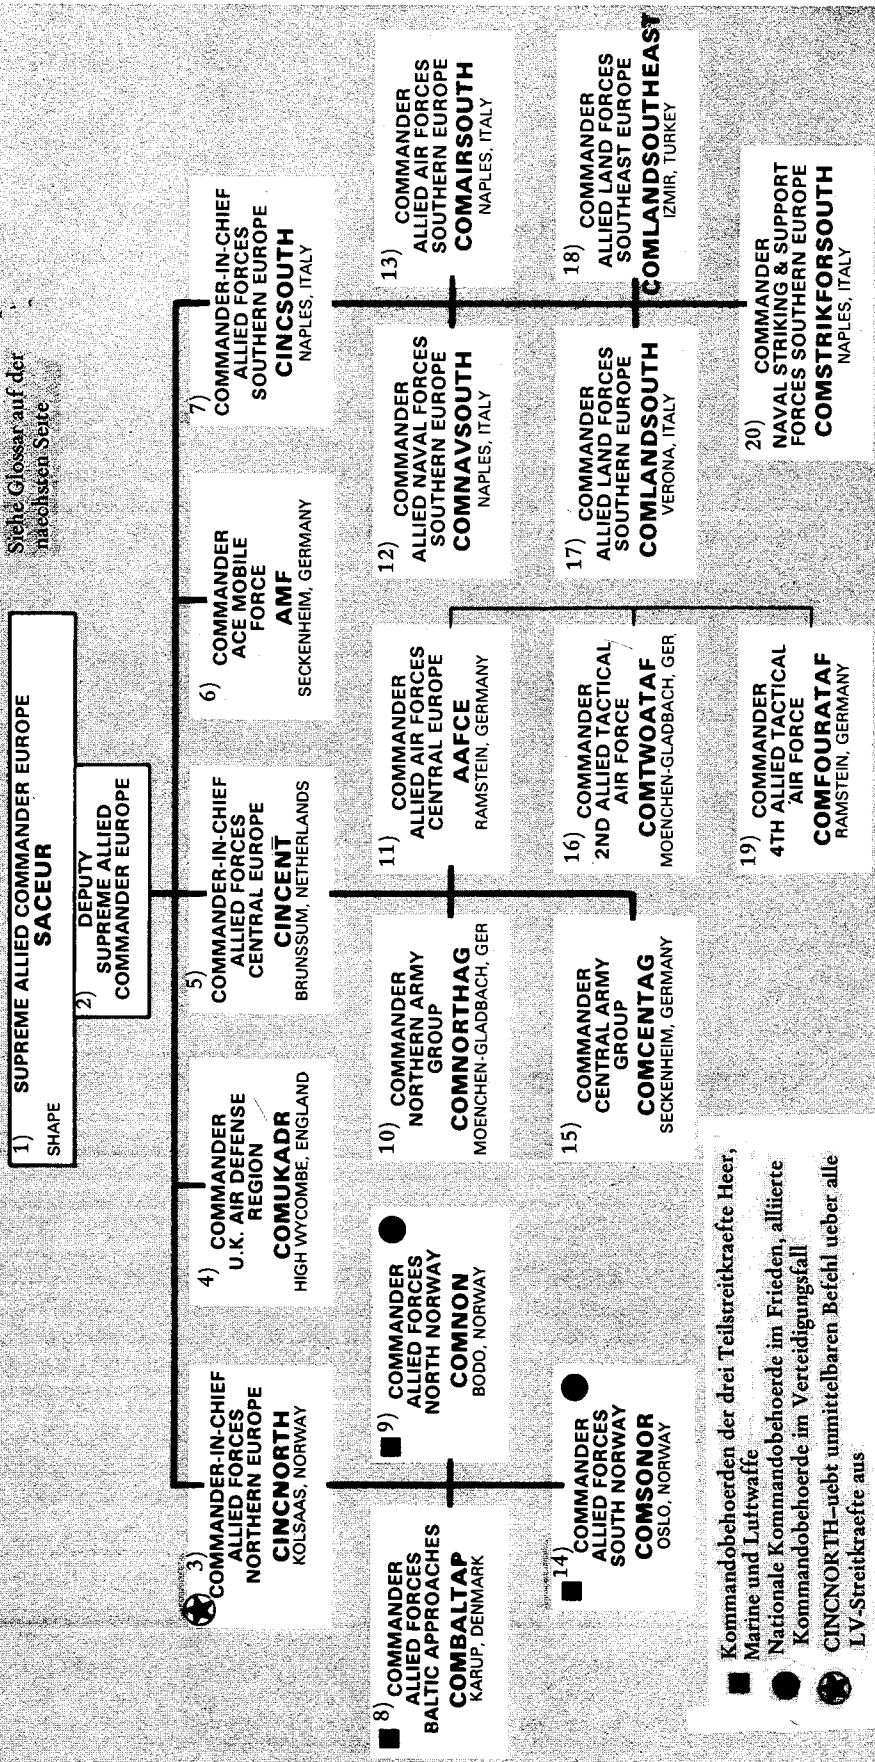 Siehe Glossar auf der
naechsten Seite
1) SUPREME ALLIED COMMANDER EUROPE
SACEUR
SHAPE
2) DEPUTY
SUPREME ALLIED
COMMANDER EUROPE
3)
COMMANDER-IN-CHIEF
ALLIED FORCES
NORTHERN EUROPE
CINCNORTH
KOLSAAS, NORWAY
4) COMMANDER
U.K. AIR DEFENSE
REGION
COMUKADR
HIGH WYCOMBE, ENGLAND
5)
COMMANDER-IN-CHIEF
ALLIED FORCES
CENTRAL EUROPE
CINCENT
BRUNSSUM, NETHERLANDS
6) COMMANDER
ACE MOBILE
FORCE
AMF
SECKENHEIM, GERMANY
7)
COMMANDER-IN-CHIEF
ALLIED FORCES
SOUTHERN EUROPE
CINCSOUTH
NAPLES, ITALY
8) COMMANDER
ALLIED FORCES
BALTIC APPROACHES
COMBALTAP
KARUP, DENMARK
9) COMMANDER
ALLIED FORCES
NORTH NORWAY
COMNON
BODO, NORWAY
10) COMMANDER
NORTHERN ARMY
GROUP
COMNORTHAG
MOENCHEN-GLADBACH, GER
11) COMMANDER
ALLIED AIR FORCES
CENTRAL EUROPE
AAFCE
RAMSTEIN, GERMANY
12) COMMANDER
ALLIED NAVAL FORCES
SOUTHERN EUROPE
COMNAVSOUTH
NAPLES, ITALY
13) COMMANDER
ALLIED AIR FORCES
SOUTHERN EUROPE
COMAIRSOUTH
NAPLES, ITALY
14) COMMANDER
ALLIED FORCES
SOUTH NORWAY
COMSONOR
OSLO, NORWAY
15) COMMANDER
CENTRAL ARMY
GROUP
COMCENTAG
SECKENHEIM, GERMANY
16) COMMANDER
2ND ALLIED TACTICAL
AIR FORCE
COMTWOATAF
MOENCHEN-GLADBACH, GER
17) COMMANDER
ALLIED LAND FORCES
SOUTHERN EUROPE
COMLANDSOUTH
VERONA, ITALY
18) COMMANDER
ALLIED LAND FORCES
SOUTHEAST EUROPE
COMLANDSOUTHEAST
IZMIR, TURKEY
19) COMMANDER
4TH ALLIED TACTICAL
AIR FORCE
COMFOURATAF
RAMSTEIN, GERMANY
20) COMMANDER
NAVAL STRIKING & SUPPORT
FORCES SOUTHERN EUROPE
COMSTRIKFORSOUTH
NAPLES, ITALY
Kommandobehoerden der drei Teilstreitkraefte Heer,
Marine und Luftwaffe
Nationale Kommandobehoerde im Frieden, alliierte
Kommandobehoerde im Verteidigungsfall
CINCNORTH–uebt unmittelbaren Befehl ueber alle
LV-Streitkraefte aus